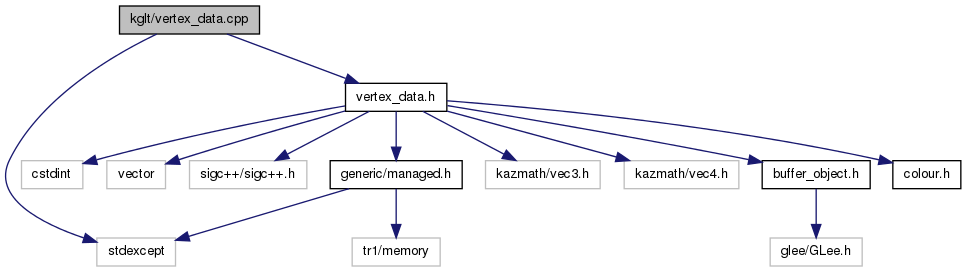 kglt/vertex_data.cpp
vertex_data.h
cstdint
vector
sigc++/sigc++.h
generic/managed.h
kazmath/vec3.h
kazmath/vec4.h
buffer_object.h
colour.h
stdexcept
tr1/memory
glee/GLee.h